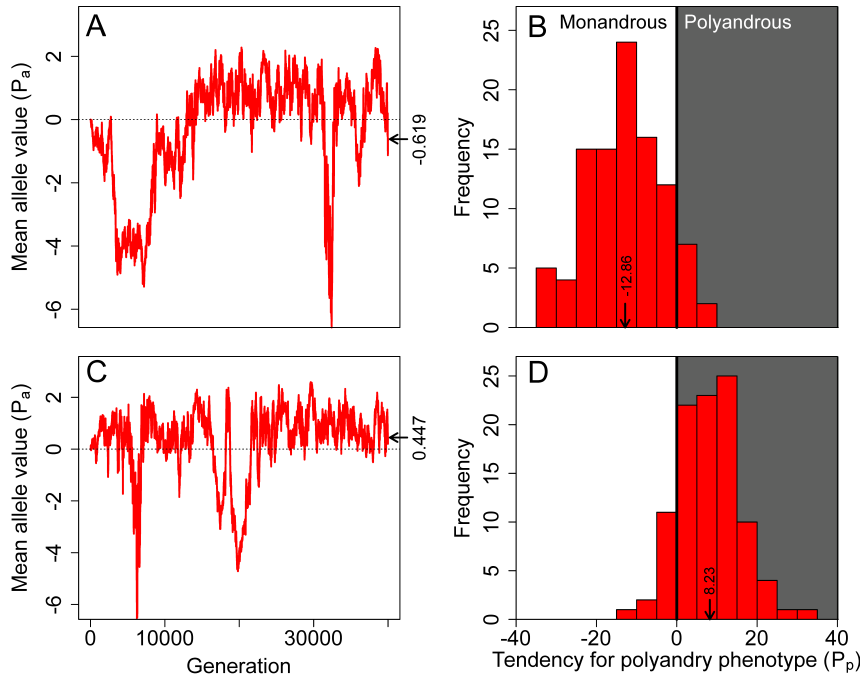 A
Mean allele value (Pa)
2
0
-2
-4
-6
-0.619
B
Monandrous
Polyandrous
Frequency
25
20
15
10
5
0
-12.86
C
Mean allele value (Pa)
2
0
-2
-4
-6
0.447
0
10000
30000
Generation
D
Frequency
25
20
15
10
5
0
8.23
-40
-20
0
20
40
Tendency for polyandry phenotype (Pp)